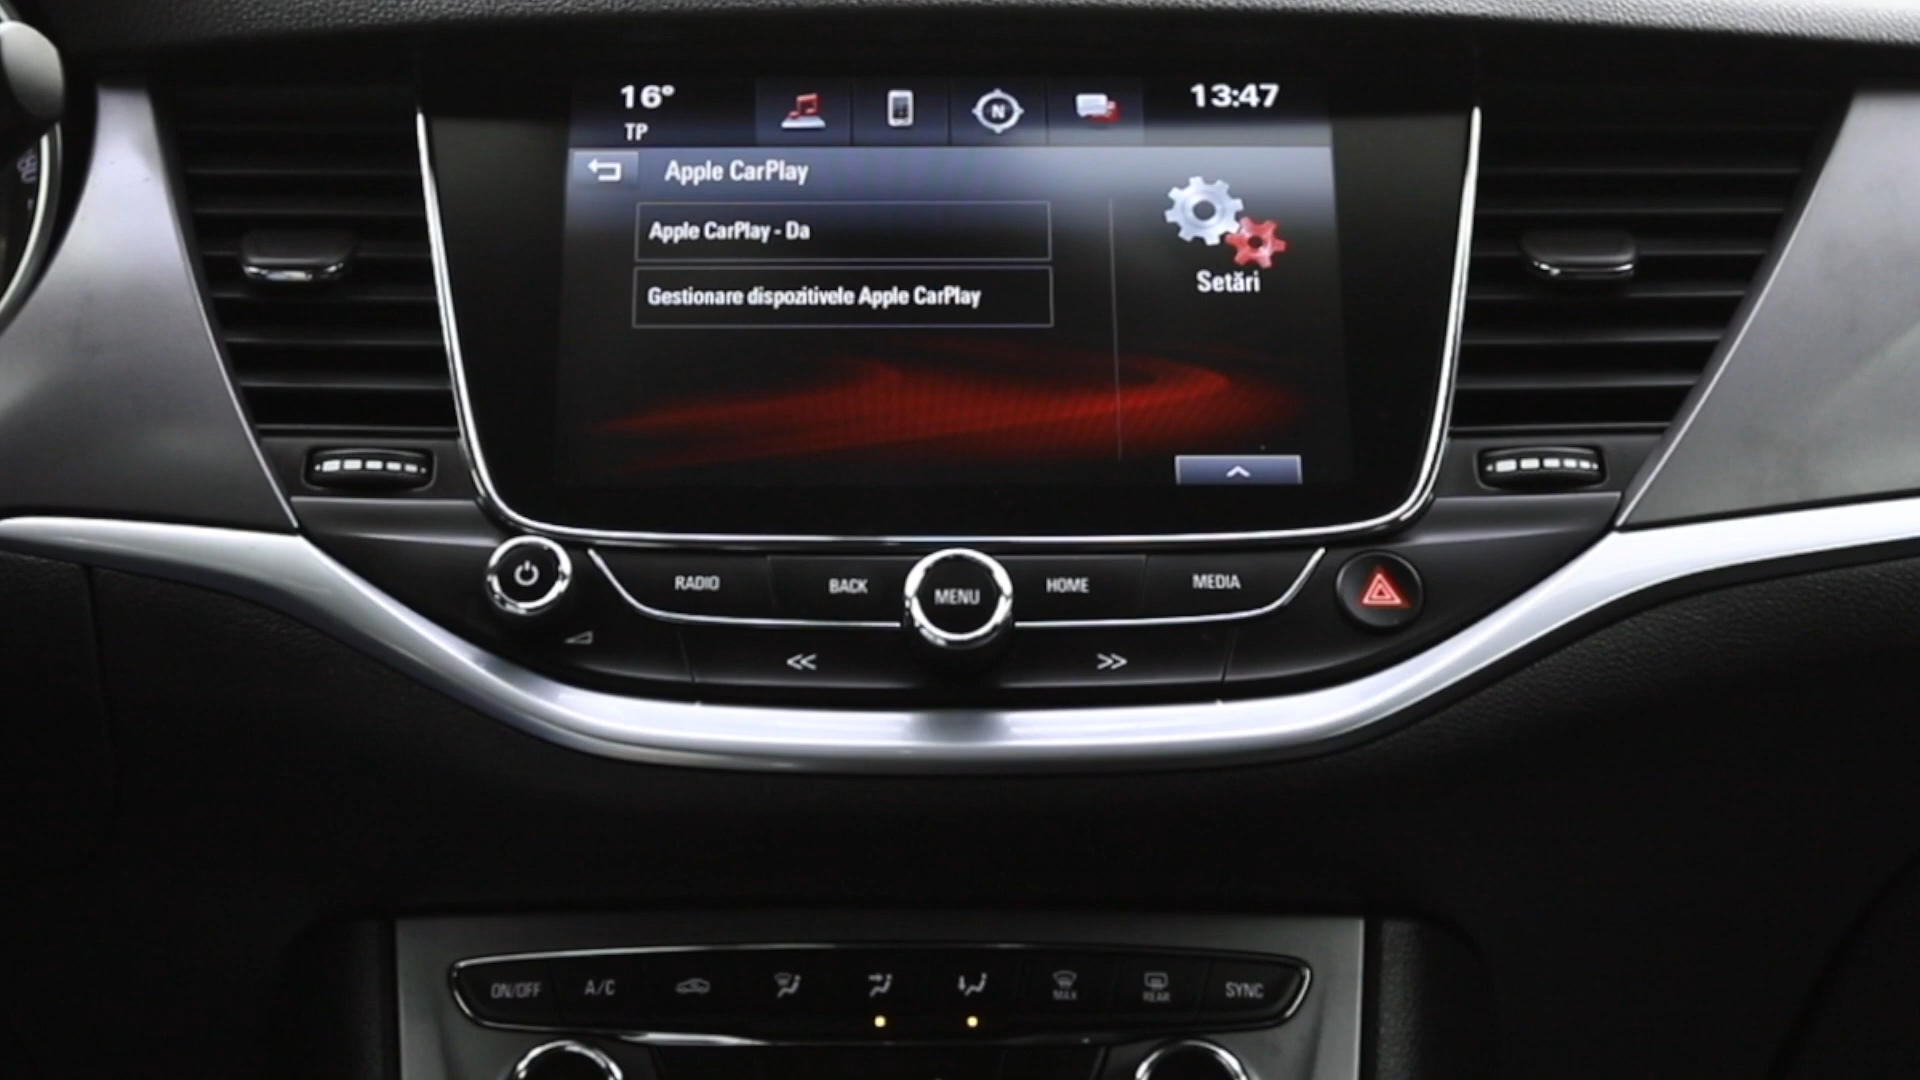 16°
13:47
TP
N
Apple CarPlay
Apple CarPlay - Da
Setări
Gestionare dispozitivele Apple CarPlay
RADIO
BACK
MENU
HOME
MEDIA
ON/OFF
A/C
MAX
REAR
SYNC